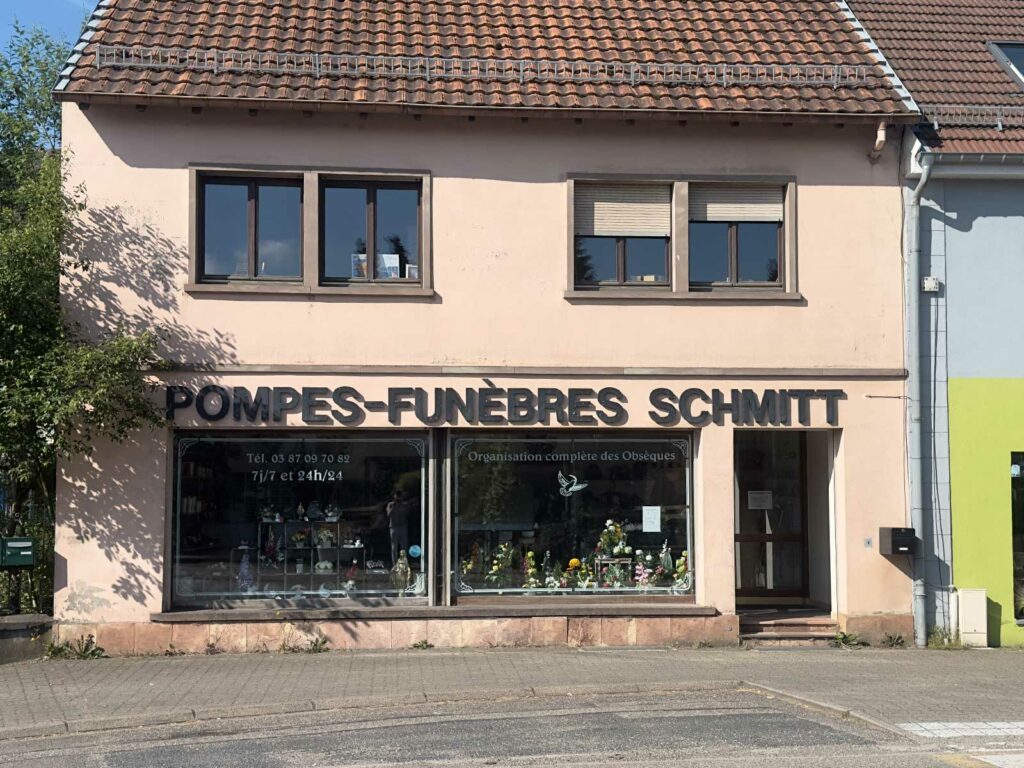 POMPES-FUNÈBRES SCHMITT
Tél. 03 87 09 70 82
7j/7 et 24h/24
Organisation complète des Obsèques